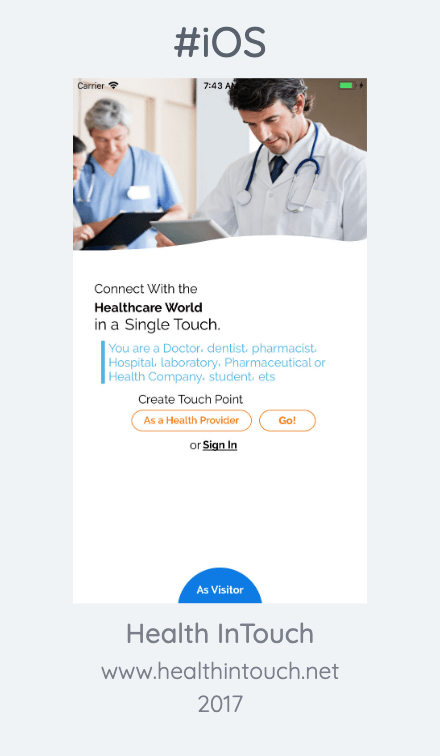 #iOS
Carrier 7:43 AM
Connect With the
Healthcare World
in a Single Touch.
You are a Doctor, dentist, pharmacist,
Hospital, laboratory, Pharmaceutical or
Health Company, student, ets
Create Touch Point
As a Health Provider Go!
or Sign In
As Visitor
Health InTouch
www.healthintouch.net
2017